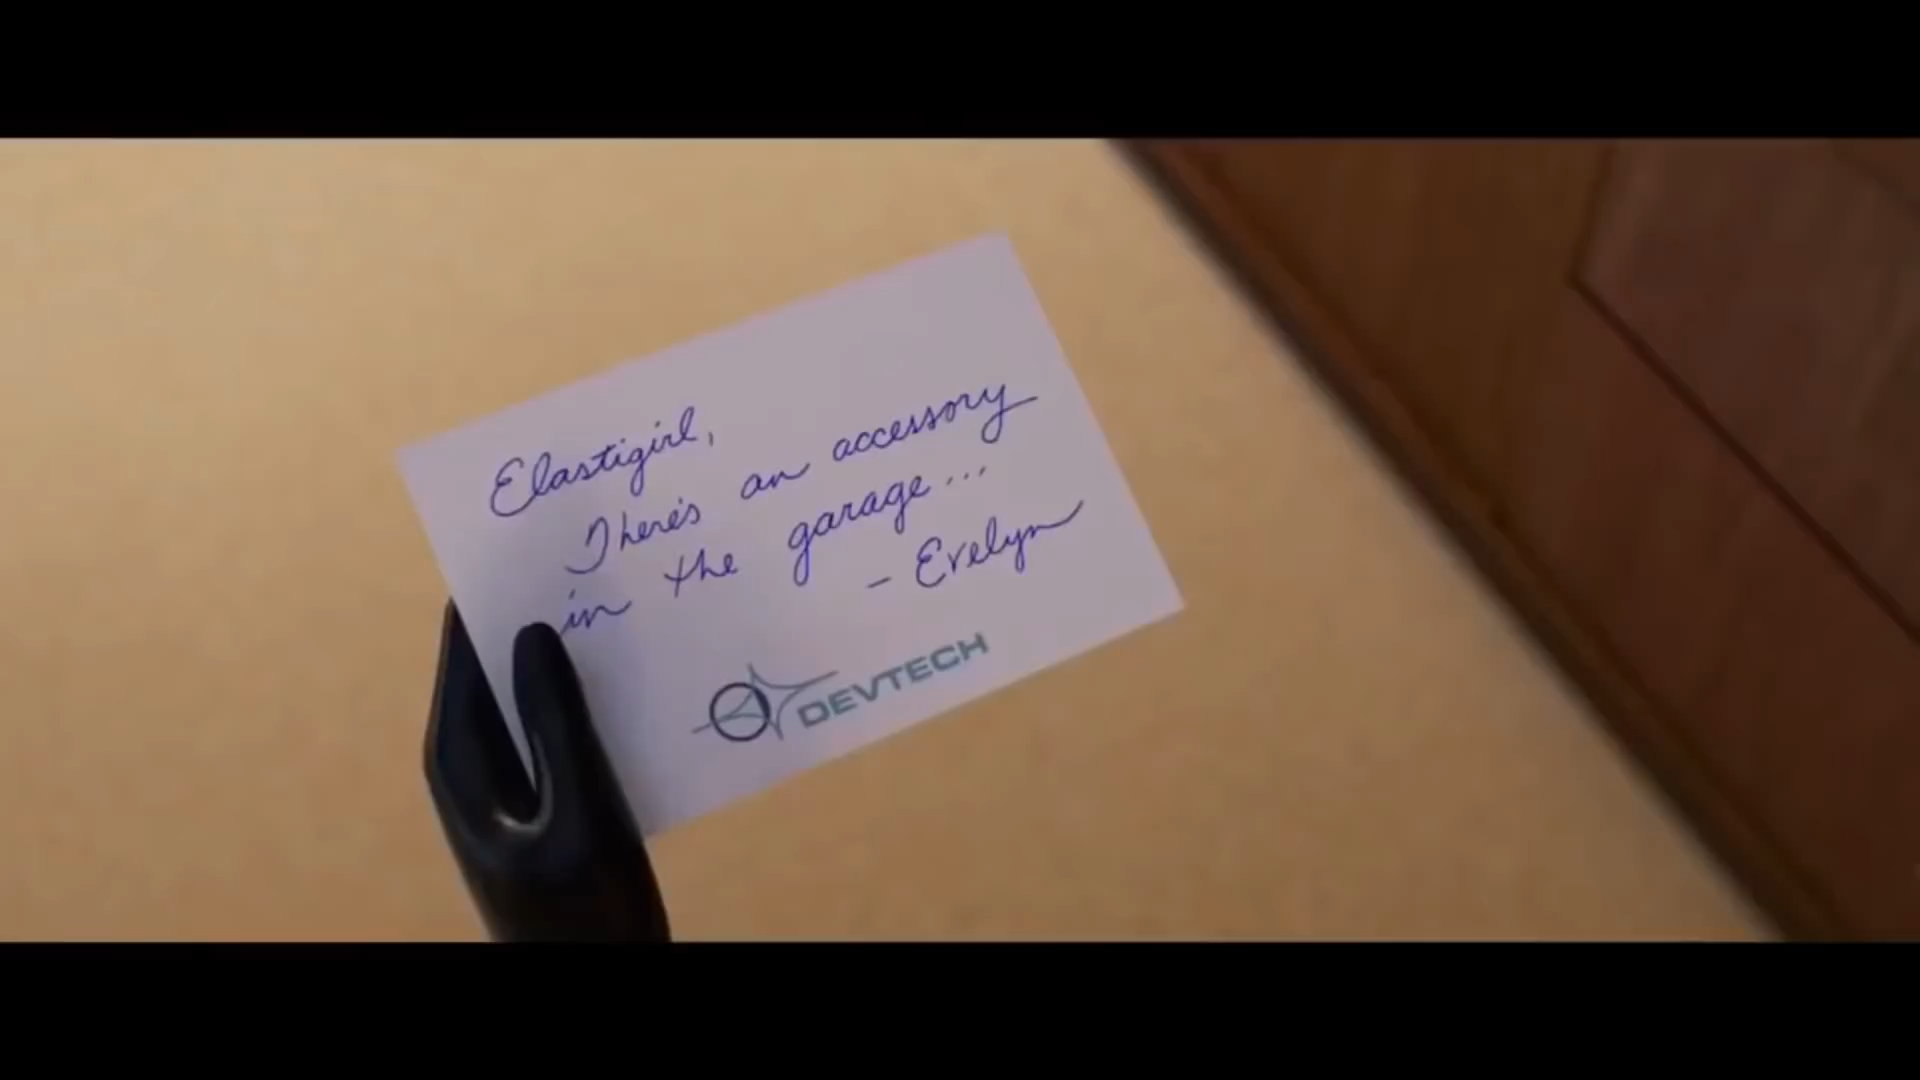 Elastigirl,
There's an accessory
in the garage...
- Evelyn
DEVTECH